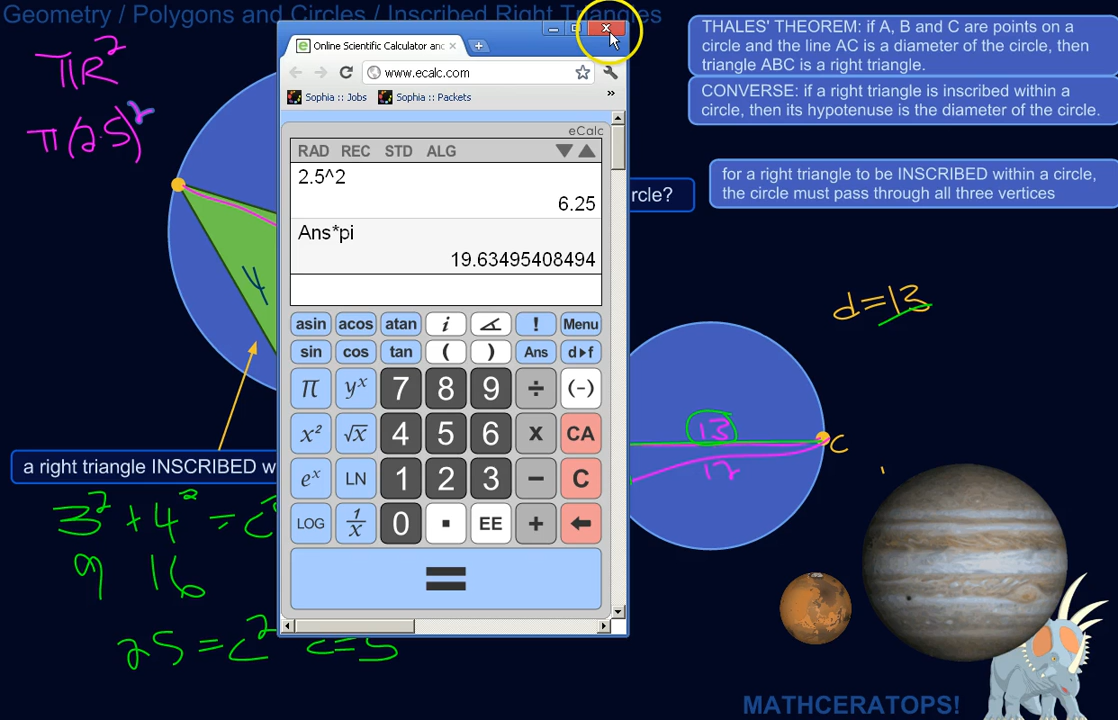 Geometry / Polygons and Circles / Inscribed Right Triangles
πR²
π(2.5)²
4
Online Scientific Calculator and
www.ecalc.com
Sophia :: Jobs
Sophia :: Packets
»
eCalc
RAD REC STD ALG
2.5^2
6.25
Ans*pi
19.63495408494
asin acos atan i ∠ ! Menu
sin cos tan ( ) Ans d▸f
π yˣ 7 8 9 ÷ (−)
x² √x 4 5 6 x CA
eˣ LN 1 2 3 − C
LOG 1/x 0 . EE + ←
=
THALES' THEOREM: if A, B and C are points on a
circle and the line AC is a diameter of the circle, then
triangle ABC is a right triangle.
CONVERSE: if a right triangle is inscribed within a
circle, then its hypotenuse is the diameter of the circle.
rcle?
for a right triangle to be INSCRIBED within a circle,
the circle must pass through all three vertices
d=13
13
C
12
a right triangle INSCRIBED w
3² + 4² = c²
9 16
25 = c² c=5
MATHCERATOPS!